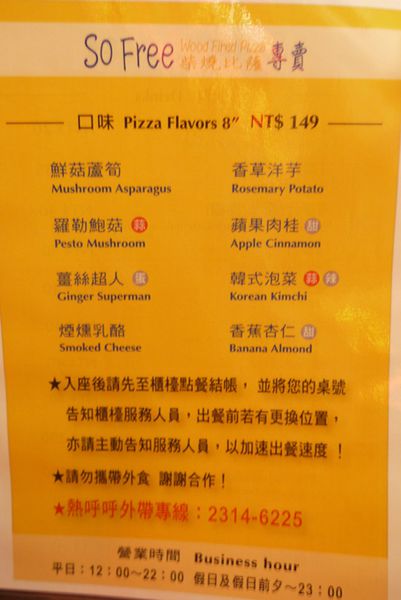 So Free Wood Fired Pizza 柴燒比薩 專賣
口味 Pizza Flavors 8” NT$ 149
鮮菇蘆筍 香草洋芋
Mushroom Asparagus Rosemary Potato
羅勒鮑菇 蒜 蘋果肉桂 甜
Pesto Mushroom Apple Cinnamon
薑絲超人 蛋 韓式泡菜 蒜 辣
Ginger Superman Korean Kimchi
煙燻乳酪 香蕉杏仁 甜
Smoked Cheese Banana Almond
★入座後請先至櫃檯點餐結帳， 並將您的桌號
告知櫃檯服務人員，出餐前若有更換位置，
亦請主動告知服務人員，以加速出餐速度！
★請勿攜帶外食 謝謝合作！
★熱呼呼外帶專線：2314-6225
營業時間 Business hour
平日：12：00～22：00 假日及假日前夕～23：00